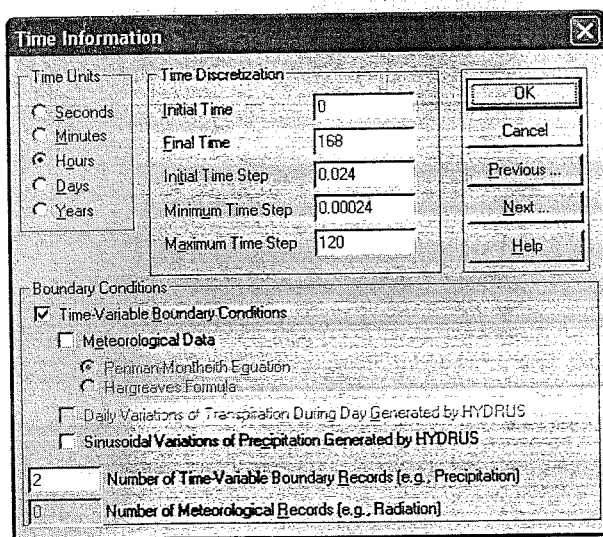 Time Information
Time Units
Seconds
Minutes
Hours
Days
Years
Time Discretization
Initial Time 0
Final Time 168
Initial Time Step 0.024
Minimum Time Step 0.00024
Maximum Time Step 120
OK
Cancel
Previous ...
Next ...
Help
Boundary Conditions
Time-Variable Boundary Conditions
Meteorological Data
Penman-Montheith Equation
Hargreaves Formula
Daily Variations of Transpiration During Day Generated by HYDRUS
Sinusoidal Variations of Precipitation Generated by HYDRUS
2 Number of Time-Variable Boundary Records (e.g., Precipitation)
0 Number of Meteorological Records (e.g., Radiation)